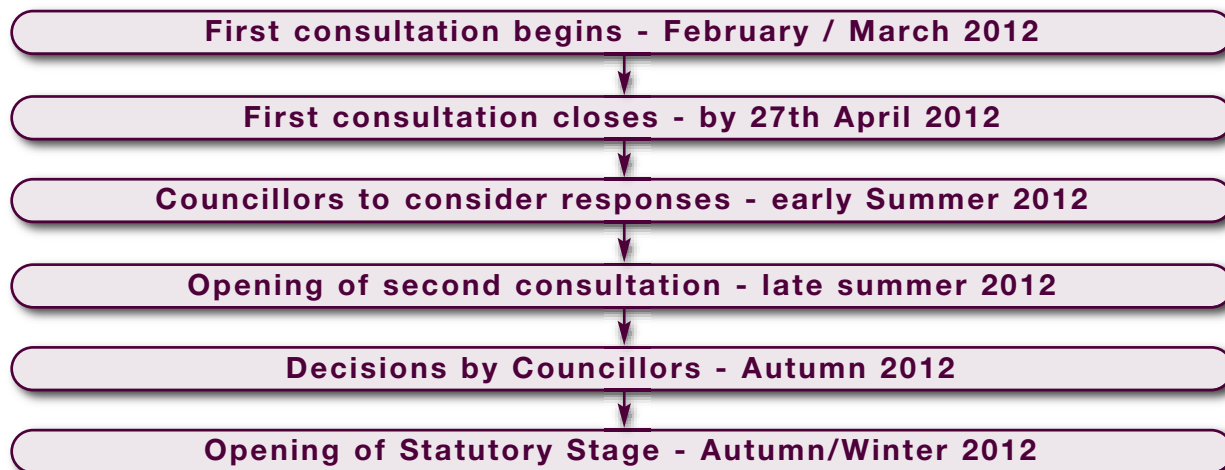 First consultation begins - February / March 2012
First consultation closes - by 27th April 2012
Councillors to consider responses - early Summer 2012
Opening of second consultation - late summer 2012
Decisions by Councillors - Autumn 2012
Opening of Statutory Stage - Autumn/Winter 2012